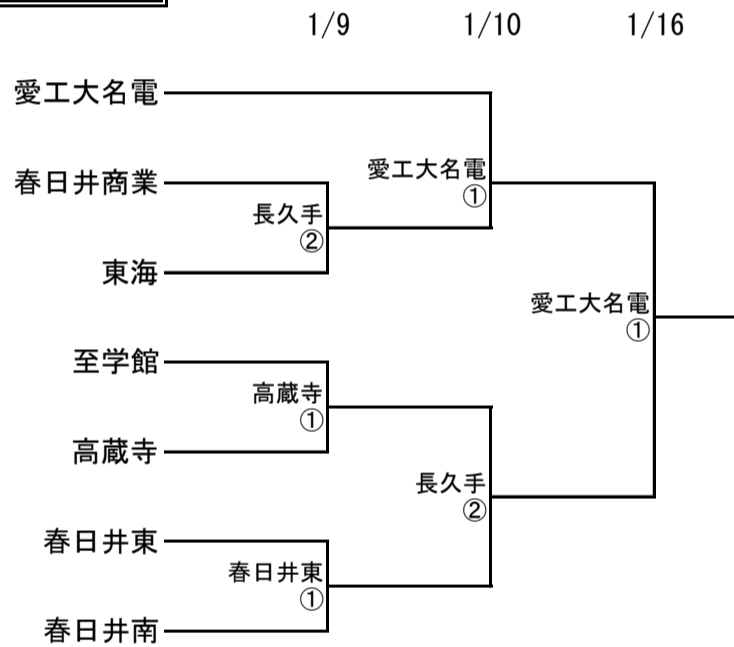 1/9 1/10 1/16
愛工大名電
春日井商業
愛工大名電
①
長久手
②
東海
愛工大名電
①
至学館
高蔵寺
①
高蔵寺
長久手
②
春日井東
春日井東
①
春日井南